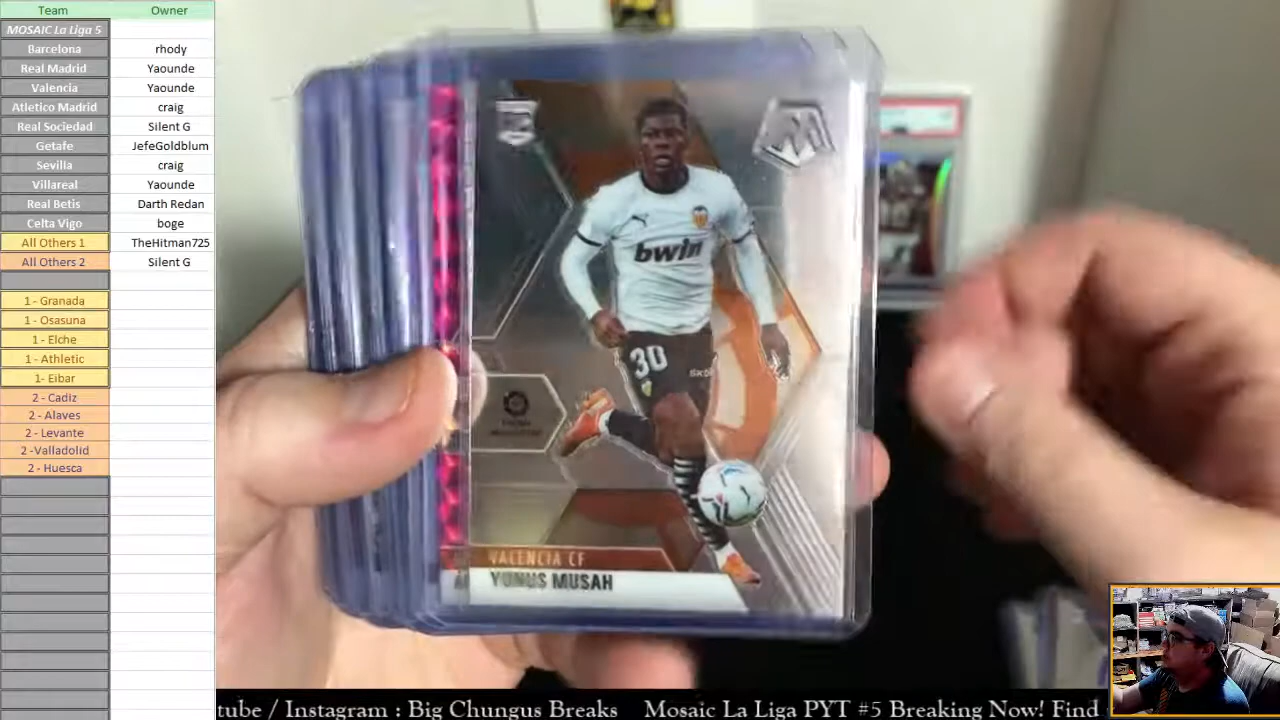 Team Owner
MOSAIC La Liga 5
Barcelona rhody
Real Madrid Yaounde
Valencia Yaounde
Atletico Madrid craig
Real Sociedad Silent G
Getafe JefeGoldblum
Sevilla craig
Villareal Yaounde
Real Betis Darth Redan
Celta Vigo boge
All Others 1 TheHitman725
All Others 2 Silent G
1 - Granada
1 - Osasuna
1 - Elche
1 - Athletic
1- Eibar
2 - Cadiz
2 - Alaves
2 - Levante
2 -Valladolid
2 - Huesca
bwin
30
VALENCIA CF
YUNUS MUSAH
tube / Instagram : Big Chungus Breaks Mosaic La Liga PYT #5 Breaking Now! Find